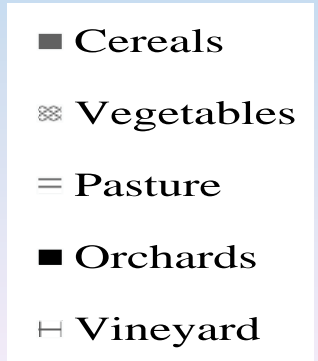 Cereals
Vegetables
Pasture
Orchards
Vineyard